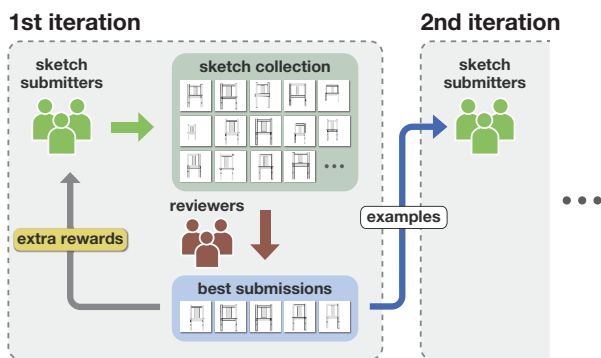 1st iteration
2nd iteration
sketch
submitters
sketch collection
sketch
submitters
reviewers
examples
extra rewards
best submissions